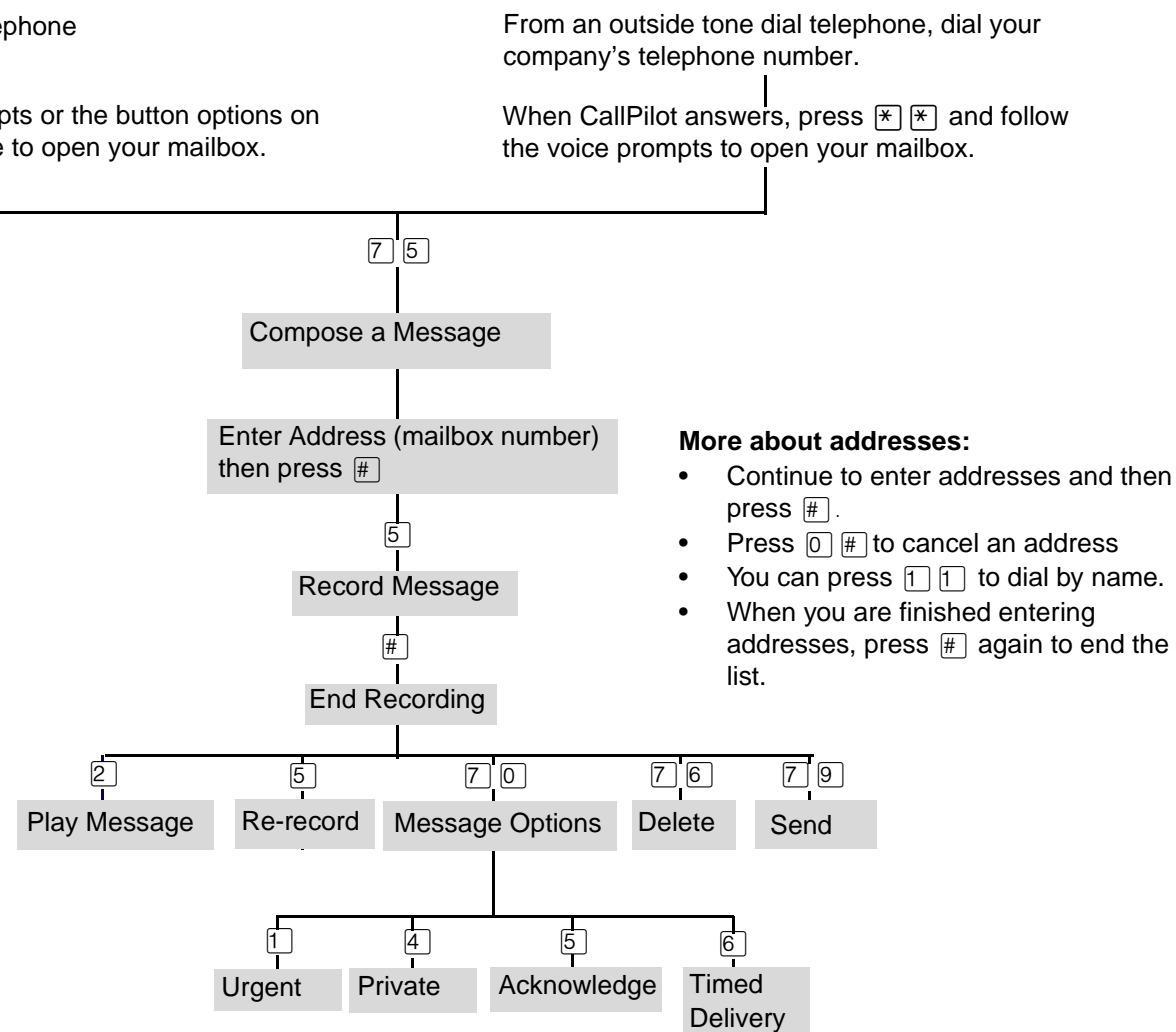 ephone
pts or the button options on
e to open your mailbox.
From an outside tone dial telephone, dial your
company's telephone number.
When CallPilot answers, press * * and follow
the voice prompts to open your mailbox.
7 5
Compose a Message
Enter Address (mailbox number)
then press #
5
Record Message
#
End Recording
More about addresses:
• Continue to enter addresses and then
press # .
• Press 0 # to cancel an address
• You can press 1 1 to dial by name.
• When you are finished entering
addresses, press # again to end the
list.
2 5 7 0 7 6 7 9
Play Message Re-record Message Options Delete Send
1 4 5 6
Urgent Private Acknowledge Timed
Delivery